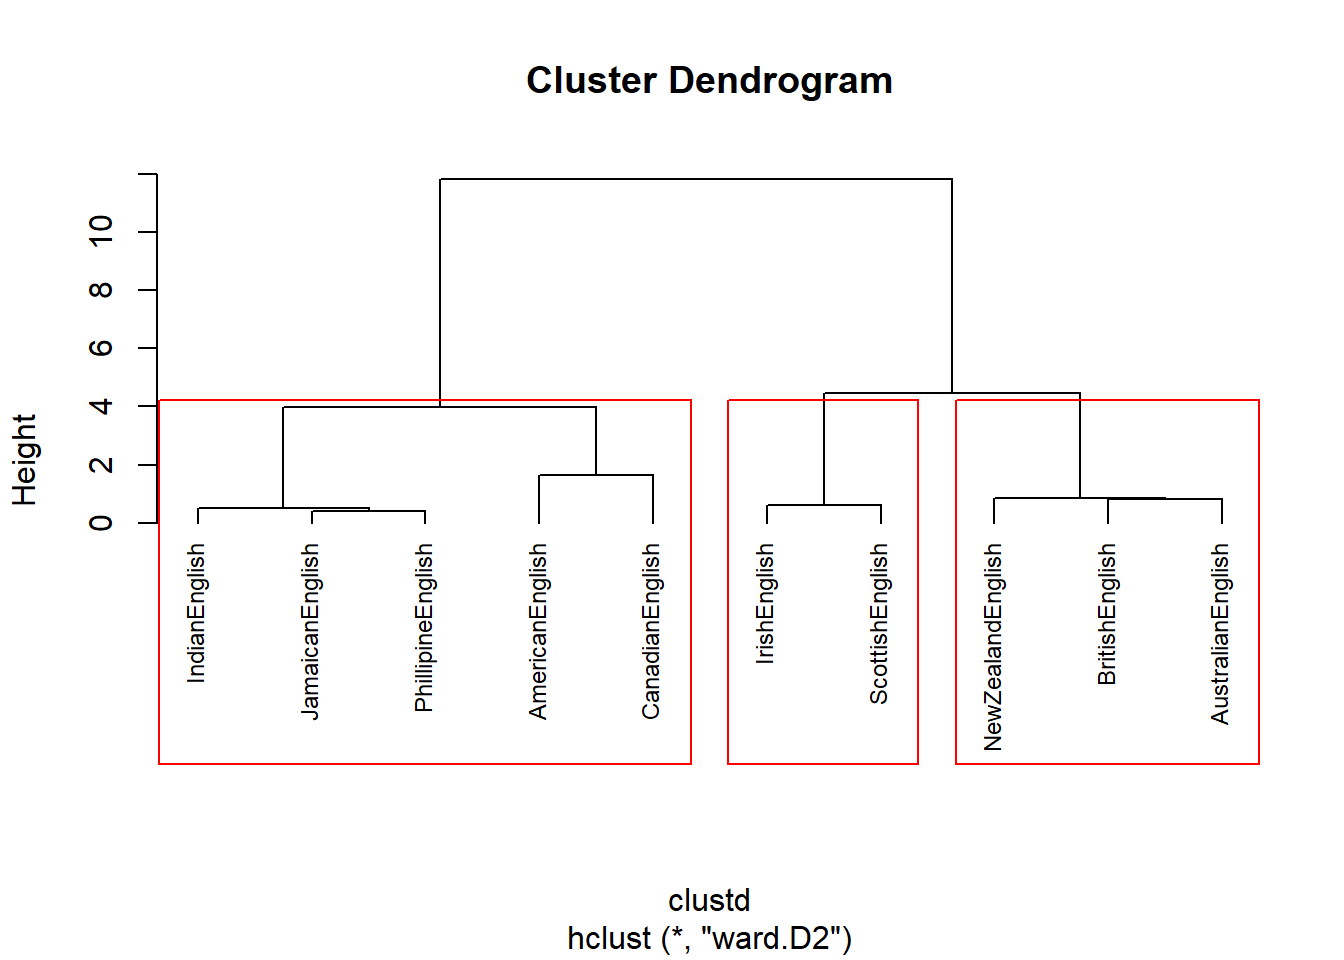 Cluster Dendrogram
Height
0
2
4
6
8
10
IndianEnglish
JamaicanEnglish
PhillipineEnglish
AmericanEnglish
CanadianEnglish
IrishEnglish
ScottishEnglish
NewZealandEnglish
BritishEnglish
AustralianEnglish
clustd
hclust (*, "ward.D2")